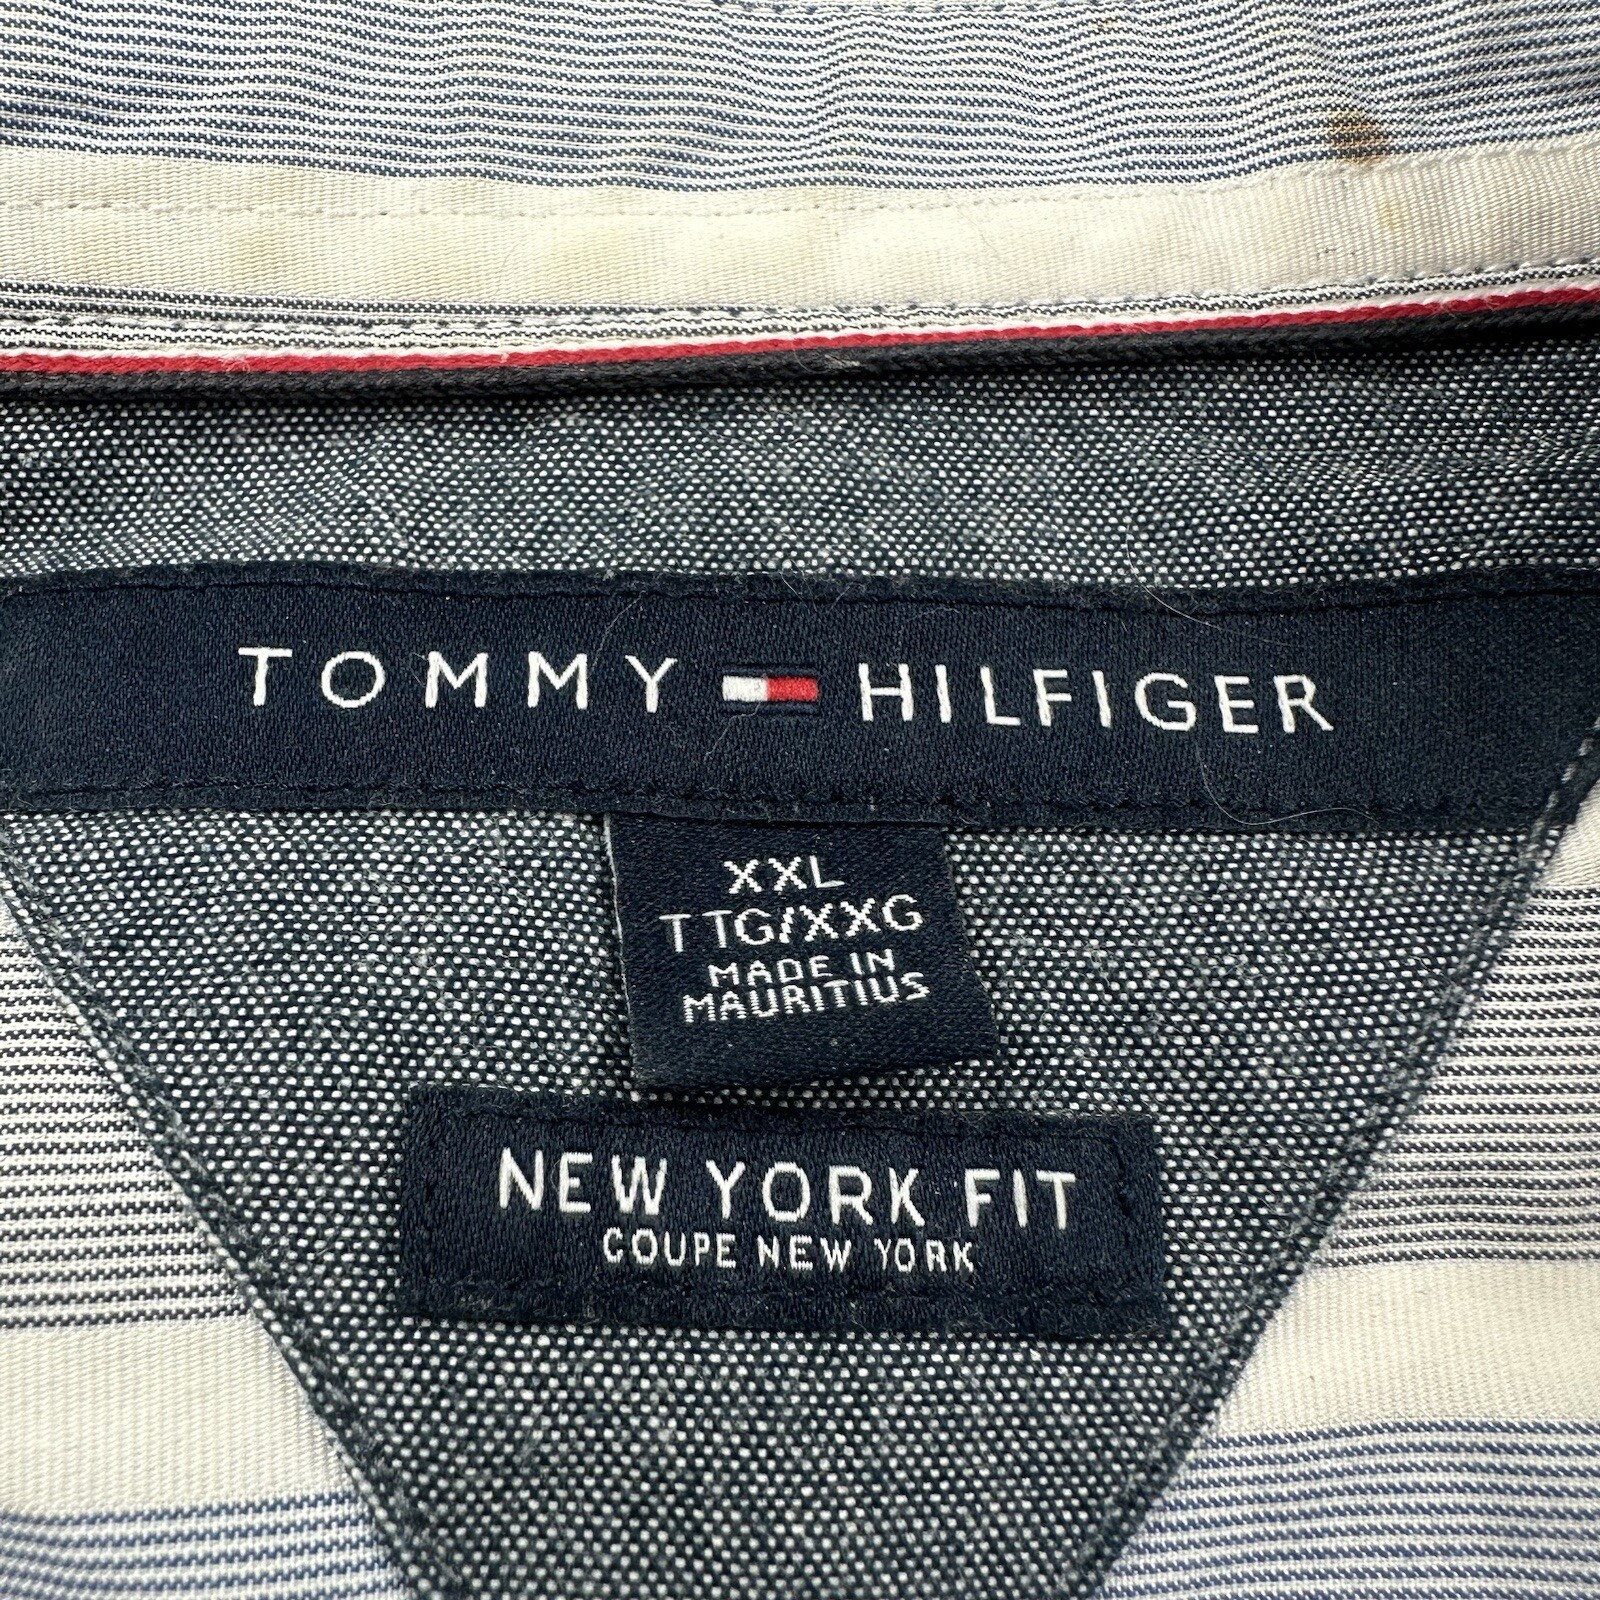 TOMMY HILFIGER
XXL
TTG/XXG
MADE IN
MAURITIUS
NEW YORK FIT
COUPE NEW YORK